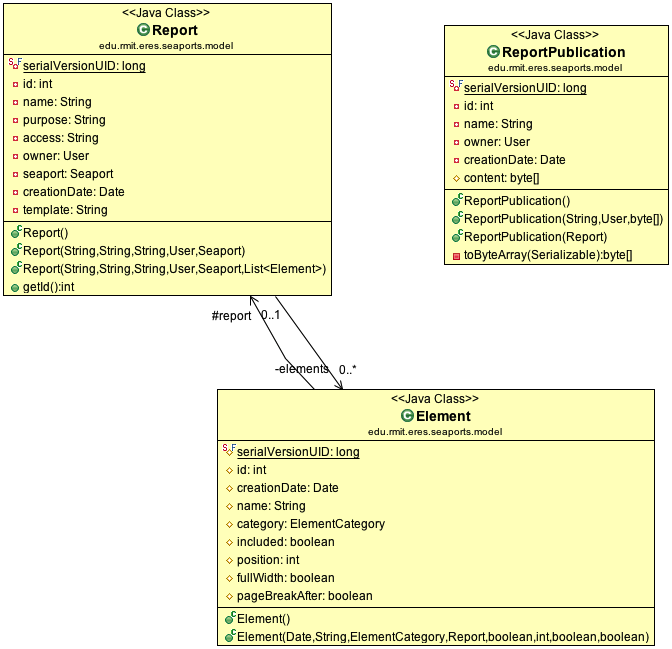 <<Java Class>>
Report
edu.rmit.eres.seaports.model
serialVersionUID: long
id: int
name: String
purpose: String
access: String
owner: User
seaport: Seaport
creationDate: Date
template: String
Report()
Report(String,String,String,User,Seaport)
Report(String,String,String,User,Seaport,List<Element>)
getId():int
<<Java Class>>
ReportPublication
edu.rmit.eres.seaports.model
serialVersionUID: long
id: int
name: String
owner: User
creationDate: Date
content: byte[]
ReportPublication()
ReportPublication(String,User,byte[])
ReportPublication(Report)
toByteArray(Serializable):byte[]
#report 0..1
-elements 0..*
<<Java Class>>
Element
edu.rmit.eres.seaports.model
serialVersionUID: long
id: int
creationDate: Date
name: String
category: ElementCategory
included: boolean
position: int
fullWidth: boolean
pageBreakAfter: boolean
Element()
Element(Date,String,ElementCategory,Report,boolean,int,boolean,boolean)